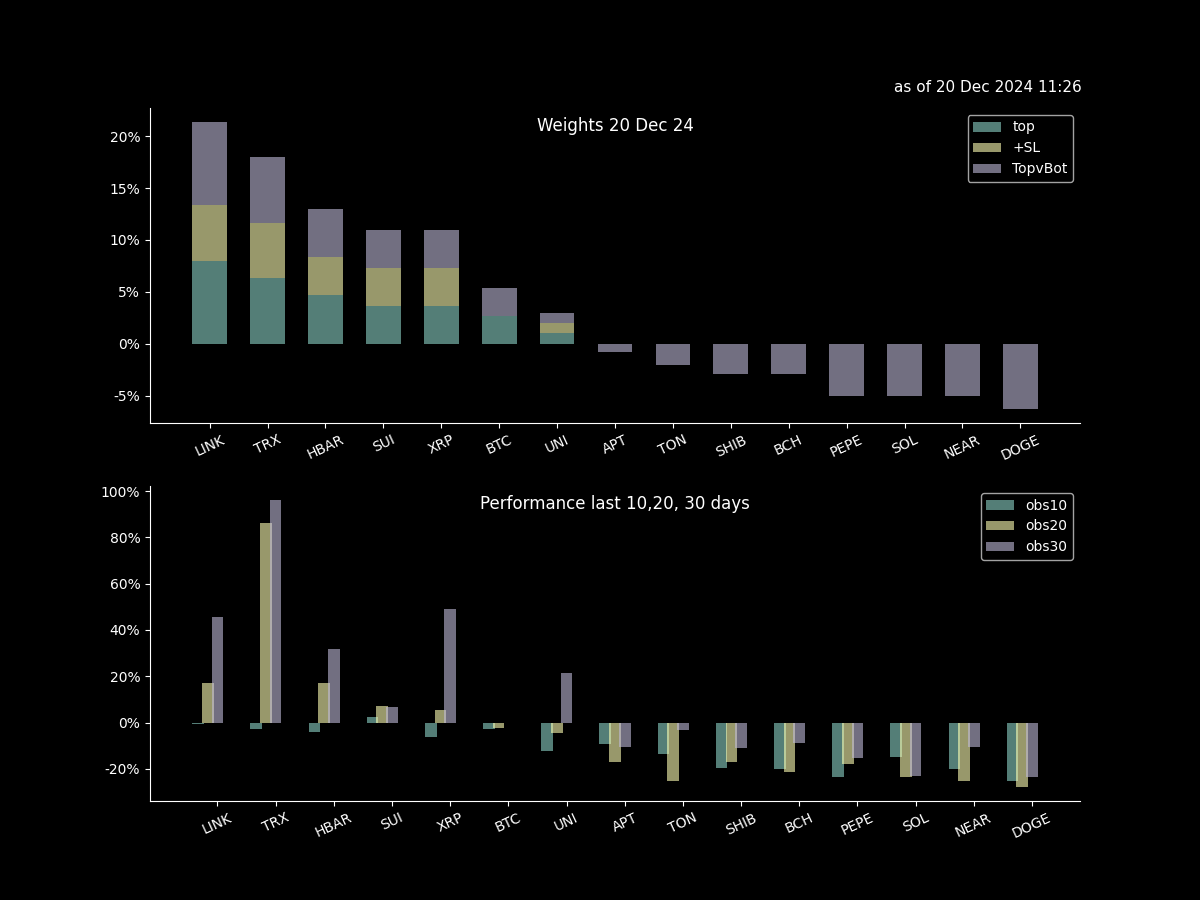 as of 20 Dec 2024 11:26
Weights 20 Dec 24
top
+SL
TopvBot
20%
15%
10%
5%
0%
-5%
LINK TRX HBAR SUI XRP BTC UNI APT TON SHIB BCH PEPE SOL NEAR DOGE
Performance last 10,20, 30 days
obs10
obs20
obs30
100%
80%
60%
40%
20%
0%
-20%
LINK TRX HBAR SUI XRP BTC UNI APT TON SHIB BCH PEPE SOL NEAR DOGE